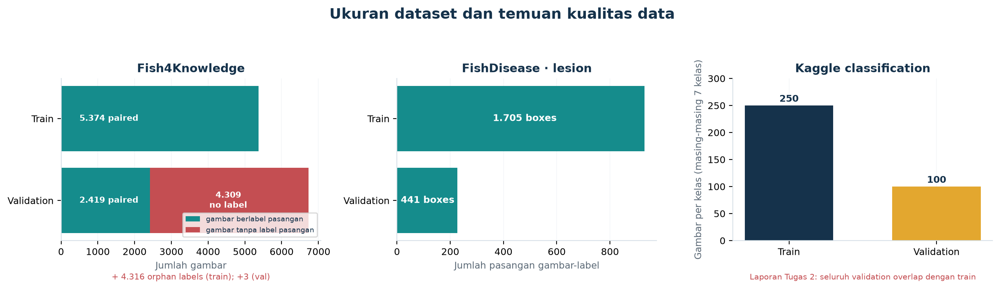 Ukuran dataset dan temuan kualitas data
Fish4Knowledge
Train
5.374 paired
Validation
2.419 paired
4.309
no label
gambar berlabel pasangan
gambar tanpa label pasangan
0 1000 2000 3000 4000 5000 6000 7000
Jumlah gambar
+ 4.316 orphan labels (train); +3 (val)
FishDisease · lesion
Train
1.705 boxes
Validation
441 boxes
0 200 400 600 800
Jumlah pasangan gambar-label
Kaggle classification
Gambar per kelas (masing-masing 7 kelas)
300
250
200
150
100
50
0
250
100
Train Validation
Laporan Tugas 2: seluruh validation overlap dengan train